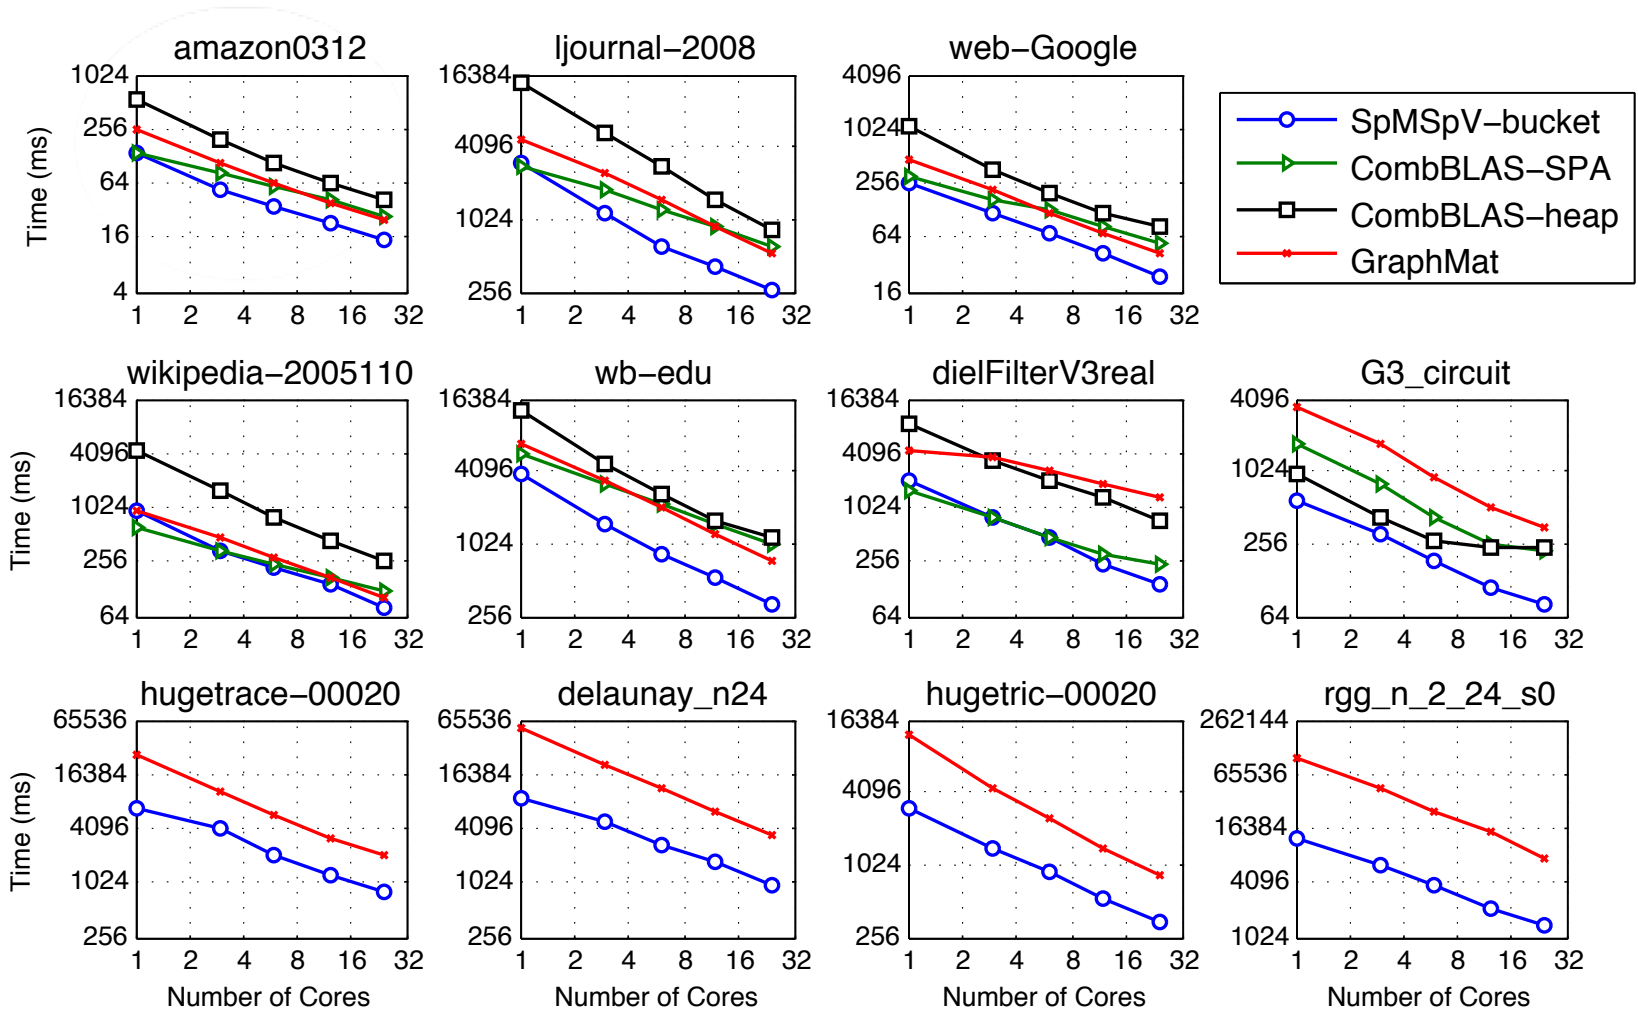 amazon0312 ljournal−2008 web−Google
1024 16384 4096
256 4096 1024
64 1024 256
16 64
4 256 16
1 2 4 8 16 32 1 2 4 8 16 32 1 2 4 8 16 32
Time (ms)
SpMSpV−bucket
CombBLAS−SPA
CombBLAS−heap
GraphMat
wikipedia−2005110 wb−edu dielFilterV3real G3_circuit
16384 16384 16384 4096
4096 4096 4096 1024
1024 1024 1024 256
256 256
64 256 64 64
1 2 4 8 16 32 1 2 4 8 16 32 1 2 4 8 16 32 1 2 4 8 16 32
Time (ms)
hugetrace−00020 delaunay_n24 hugetric−00020 rgg_n_2_24_s0
65536 65536 16384 262144
16384 16384 4096 65536
4096 4096 1024 16384
1024 1024 4096
256 256 256 1024
1 2 4 8 16 32 1 2 4 8 16 32 1 2 4 8 16 32 1 2 4 8 16 32
Time (ms)
Number of Cores Number of Cores Number of Cores Number of Cores